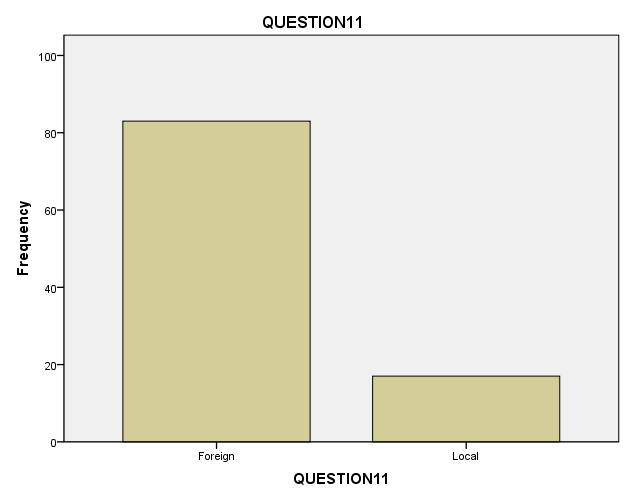 QUESTION11
100
80
60
40
20
0
Frequency
Foreign Local
QUESTION11